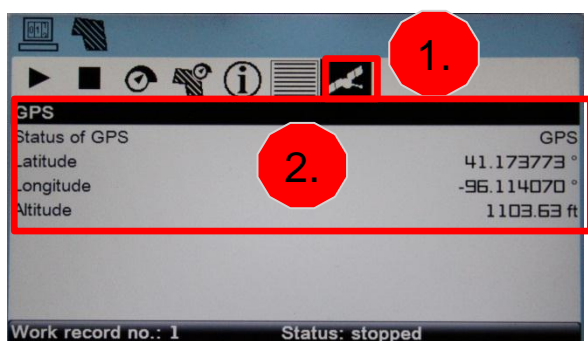 1.
GPS
Status of GPS GPS
Latitude 41.173773 °
2.
Longitude -96.114070 °
Altitude 1103.63 ft
Work record no.: 1 Status: stopped